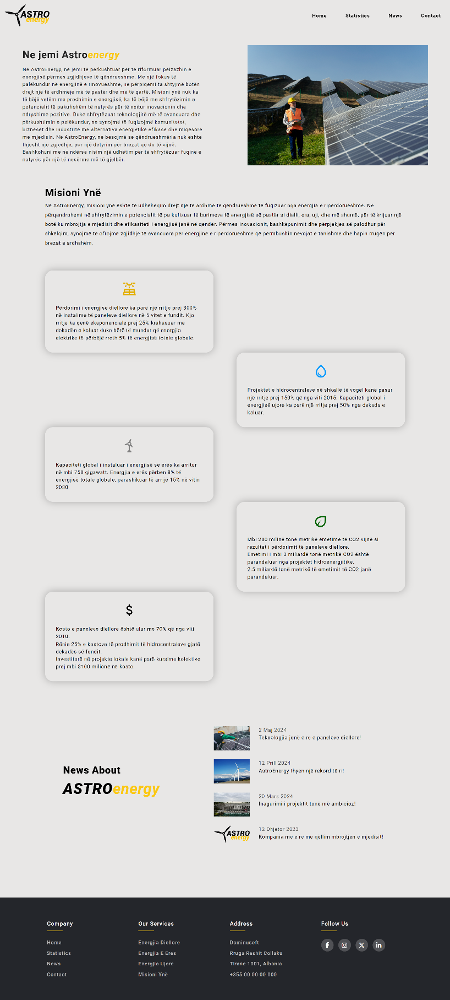 ASTRO
energy
Home Statistics News Contact
Ne jemi Astroenergy
Në AstroEnergy, ne jemi të përkushtuar për të riformuar peizazhin e
energjisë përmes zgjidhjeve të qëndrueshme. Me një fokus të
palëkundur në energjinë e rinovueshme, ne përpiqemi ta shtyjmë botën
drejt një të ardhmeje më të pastër dhe më të qartë. Misioni ynë nuk ka
të bëjë vetëm me prodhimin e energjisë, ka të bëjë me shfrytëzimin e
potencialit të pakufishëm të natyrës për të nxitur inovacionin dhe
ndryshime pozitive. Duke shfrytëzuar teknologjitë më të avancuara dhe
përkushtimin e palëkundur, ne synojmë të fuqizojmë komunitetet,
bizneset dhe industritë me alternativa energjetike efikase dhe miqësore
me mjedisin. Në AstroEnergy, ne besojmë se qëndrueshmëria nuk është
thjesht një zgjedhje, por një detyrim për brezat që do të vijnë.
Bashkohuni me ne ndërsa nisim një udhëtim për të shfrytëzuar fuqinë e
natyrës për një të nesërme më të gjelbër.
Misioni Ynë
Në AstroEnergy, misioni ynë është të udhëheqim drejt një të ardhme të qëndrueshme të fuqizuar nga energjia e ripërdorueshme. Ne
përqendrohemi në shfrytëzimin e potencialit të pa kufizuar të burimeve të energjisë së pastër si dielli, era, uji, dhe më shumë, për të krijuar një
botë ku mbrojtja e mjedisit dhe efikasiteti i energjisë janë në qendër. Përmes inovacionit, bashkëpunimit dhe përpjekjes së palodhur për
shkëlqim, synojmë të ofrojmë zgjidhje të avancuara për energjinë e ripërdorueshme që përmbushin nevojat e tanishme dhe hapin rrugën për
brezat e ardhshëm.
Përdorimi i energjisë diellore ka parë një rritje prej 300%
në instalime të paneleve diellore në 5 vitet e fundit. Kjo
rritje ka qenë eksponenciale prej 25% krahasuar me
dekadën e kaluar duke bërë të mundur që energjia
elektrike të përbëjë rreth 5% të energjisë totale globale.
Projektet e hidrocentraleve në shkallë të vogël kanë pasur
një rritje prej 150% që nga viti 2015. Kapaciteti global i
energjisë ujore ka parë një rritje prej 50% nga dekada e
kaluar.
Kapaciteti global i instaluar i energjisë së erës ka arritur
në mbi 750 gigawatt. Energjia e erës përben 8% të
energjisë totale globale, parashikuar të arrijë 15% në vitin
2030
Mbi 200 milinë tonë metrikë emetime të CO2 vijnë si
rezultat i përdorimit të paneleve diellore.
Emetimi i mbi 3 miliardë tonë metrikë CO2 është
parandaluar nga projektet hidroenergjitike.
2.5 miliardë tonë metrikë të emetimit të CO2 janë
parandaluar.
Kosto e paneleve diellore është ulur me 70% që nga viti
2010.
Rënie 25% e kostove të prodhimit të hidrocentraleve gjatë
dekadës së fundit.
Investitorë në projekte lokale kanë parë kursime kolektive
prej mbi $100 milionë në kosto.
News About
ASTROenergy
2 Maj 2024
Teknologjia jonë e re e paneleve diellore!
12 Prill 2024
AstroEnergy thyen një rekord të ri!
20 Mars 2024
Inagurimi i projektit tonë më ambicioz!
ASTRO
energy
12 Dhjetor 2023
Kompania me e re me qëllim mbrojtjen e mjedisit!
Company
Home
Statistics
News
Contact
Our Services
Energjia Diellore
Energjia E Eres
Energjia Ujore
Misioni Ynë
Address
Dominusoft
Rruga Reshit Collaku
Tirane 1001, Albania
+355 00 00 00 000
Follow Us